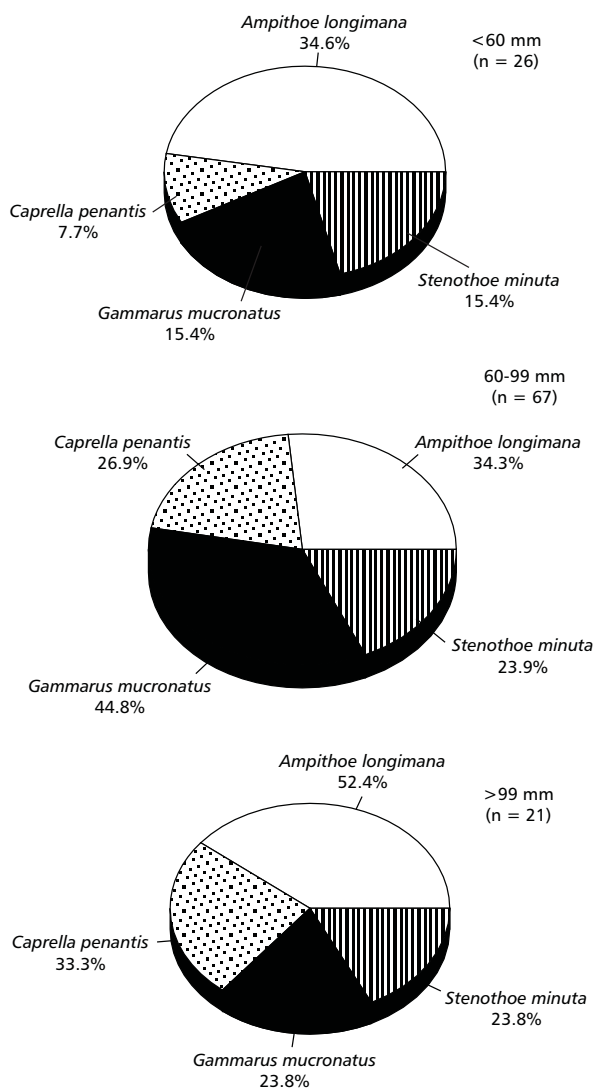 Ampithoe longimana
34.6%
<60 mm
(n = 26)
Caprella penantis
7.7%
Gammarus mucronatus
15.4%
Stenothoe minuta
15.4%
60-99 mm
(n = 67)
Caprella penantis
26.9%
Ampithoe longimana
34.3%
Stenothoe minuta
23.9%
Gammarus mucronatus
44.8%
Ampithoe longimana
52.4%
>99 mm
(n = 21)
Caprella penantis
33.3%
Stenothoe minuta
23.8%
Gammarus mucronatus
23.8%